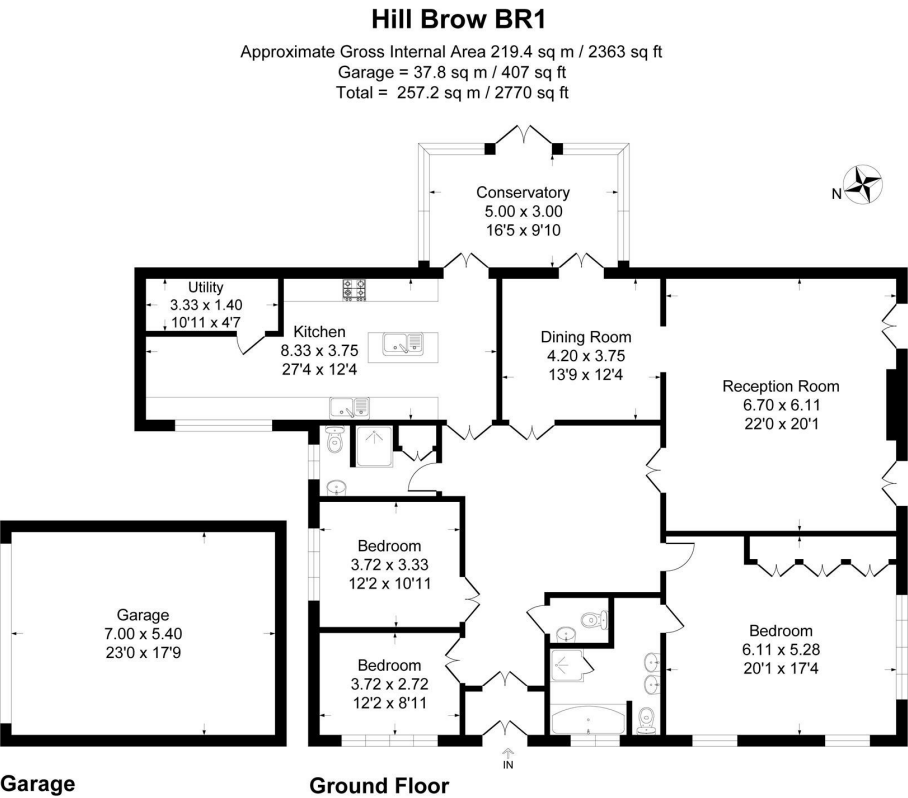 Hill Brow BR1
Approximate Gross Internal Area 219.4 sq m / 2363 sq ft
Garage = 37.8 sq m / 407 sq ft
Total = 257.2 sq m / 2770 sq ft
N
Conservatory
5.00 x 3.00
16'5 x 9'10
Utility
3.33 x 1.40
10'11 x 4'7
Kitchen
8.33 x 3.75
27'4 x 12'4
Dining Room
4.20 x 3.75
13'9 x 12'4
Reception Room
6.70 x 6.11
22'0 x 20'1
Bedroom
3.72 x 3.33
12'2 x 10'11
Garage
7.00 x 5.40
23'0 x 17'9
Bedroom
3.72 x 2.72
12'2 x 8'11
Bedroom
6.11 x 5.28
20'1 x 17'4
IN
Garage
Ground Floor